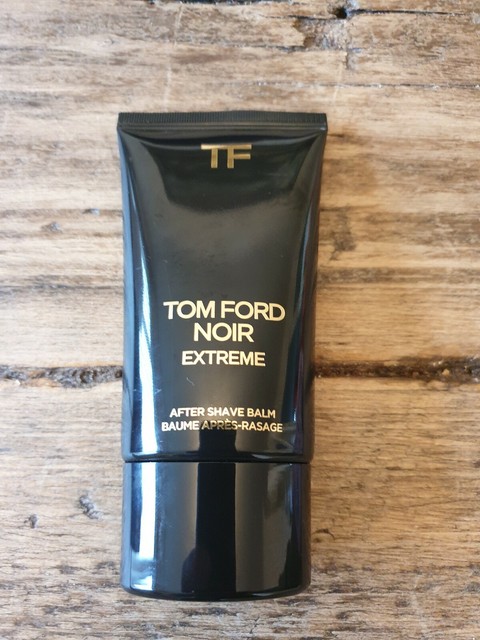 TF
TOM FORD
NOIR
EXTREME
AFTER SHAVE BALM
BAUME APRÈS-RASAGE